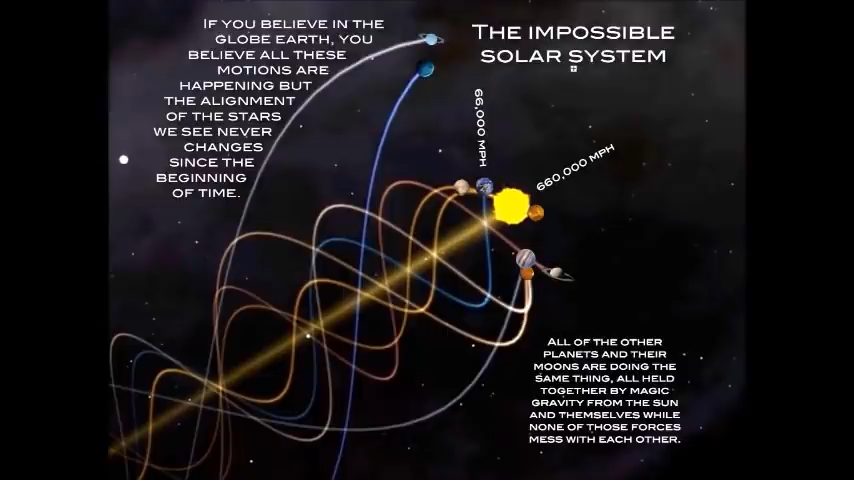 If you believe in the
globe Earth, you
believe all these
motions are
happening but
the alignment
of the stars
we see never
changes
since the
beginning
of time.
The impossible
solar system
66,000 mph
660,000 mph
All of the other
planets and their
moons are doing the
same thing, all held
together by magic
gravity from the Sun
and themselves while
none of those forces
mess with each other.